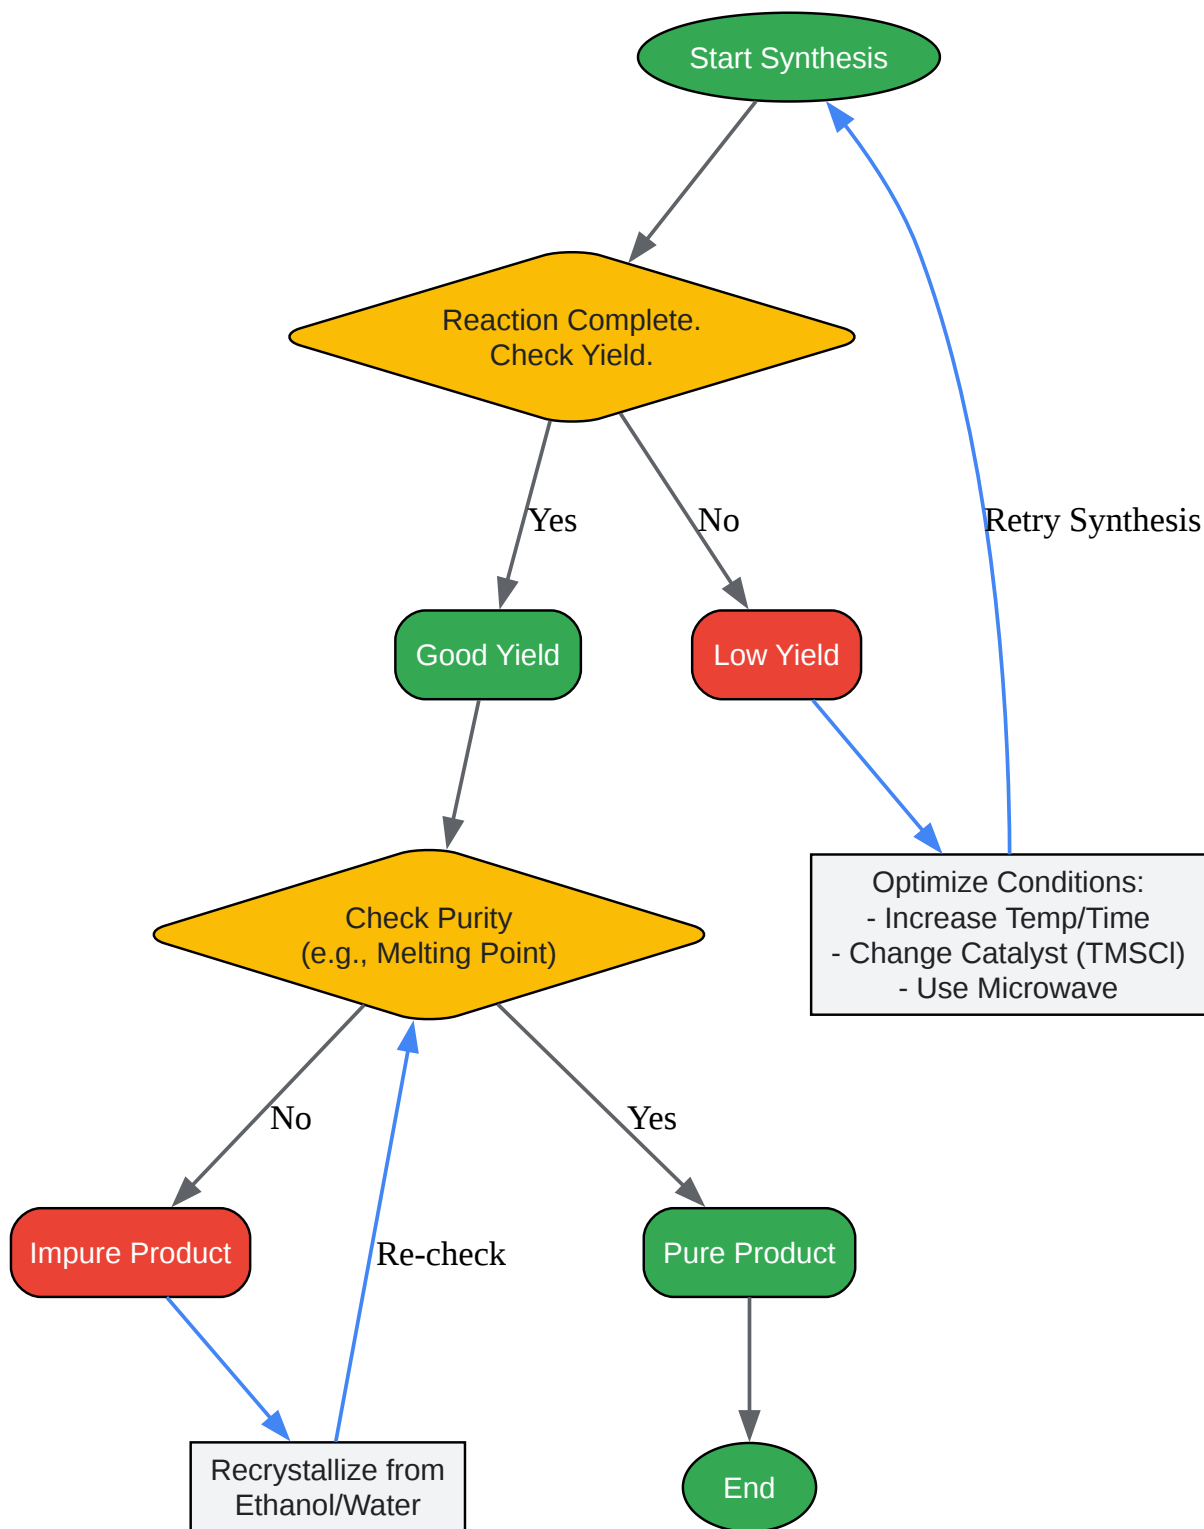 Start Synthesis
Reaction Complete.
Check Yield.
Yes
No
Retry Synthesis
Good Yield
Low Yield
Optimize Conditions:
- Increase Temp/Time
- Change Catalyst (TMSCl)
- Use Microwave
Check Purity
(e.g., Melting Point)
No
Yes
Impure Product
Re-check
Pure Product
Recrystallize from
Ethanol/Water
End